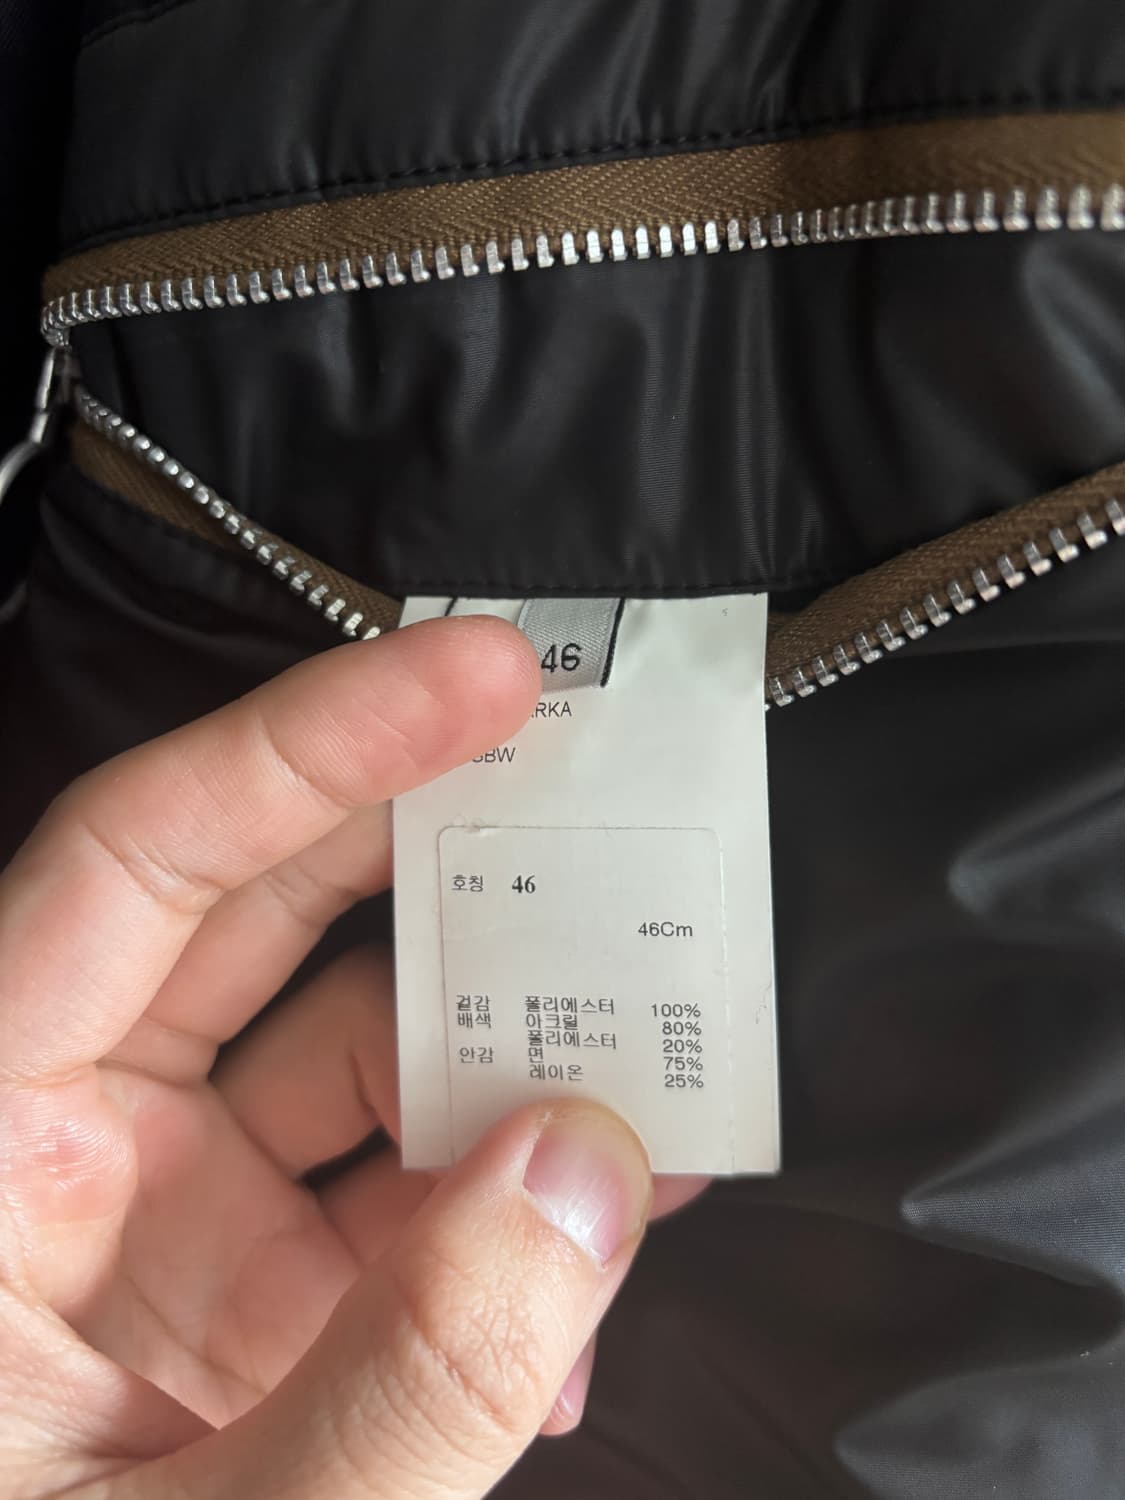 46
RKA
BW
호칭 46
46Cm
겉감 폴리에스터 100%
배색 아크릴 80%
폴리에스터 20%
안감 면 75%
레이온 25%